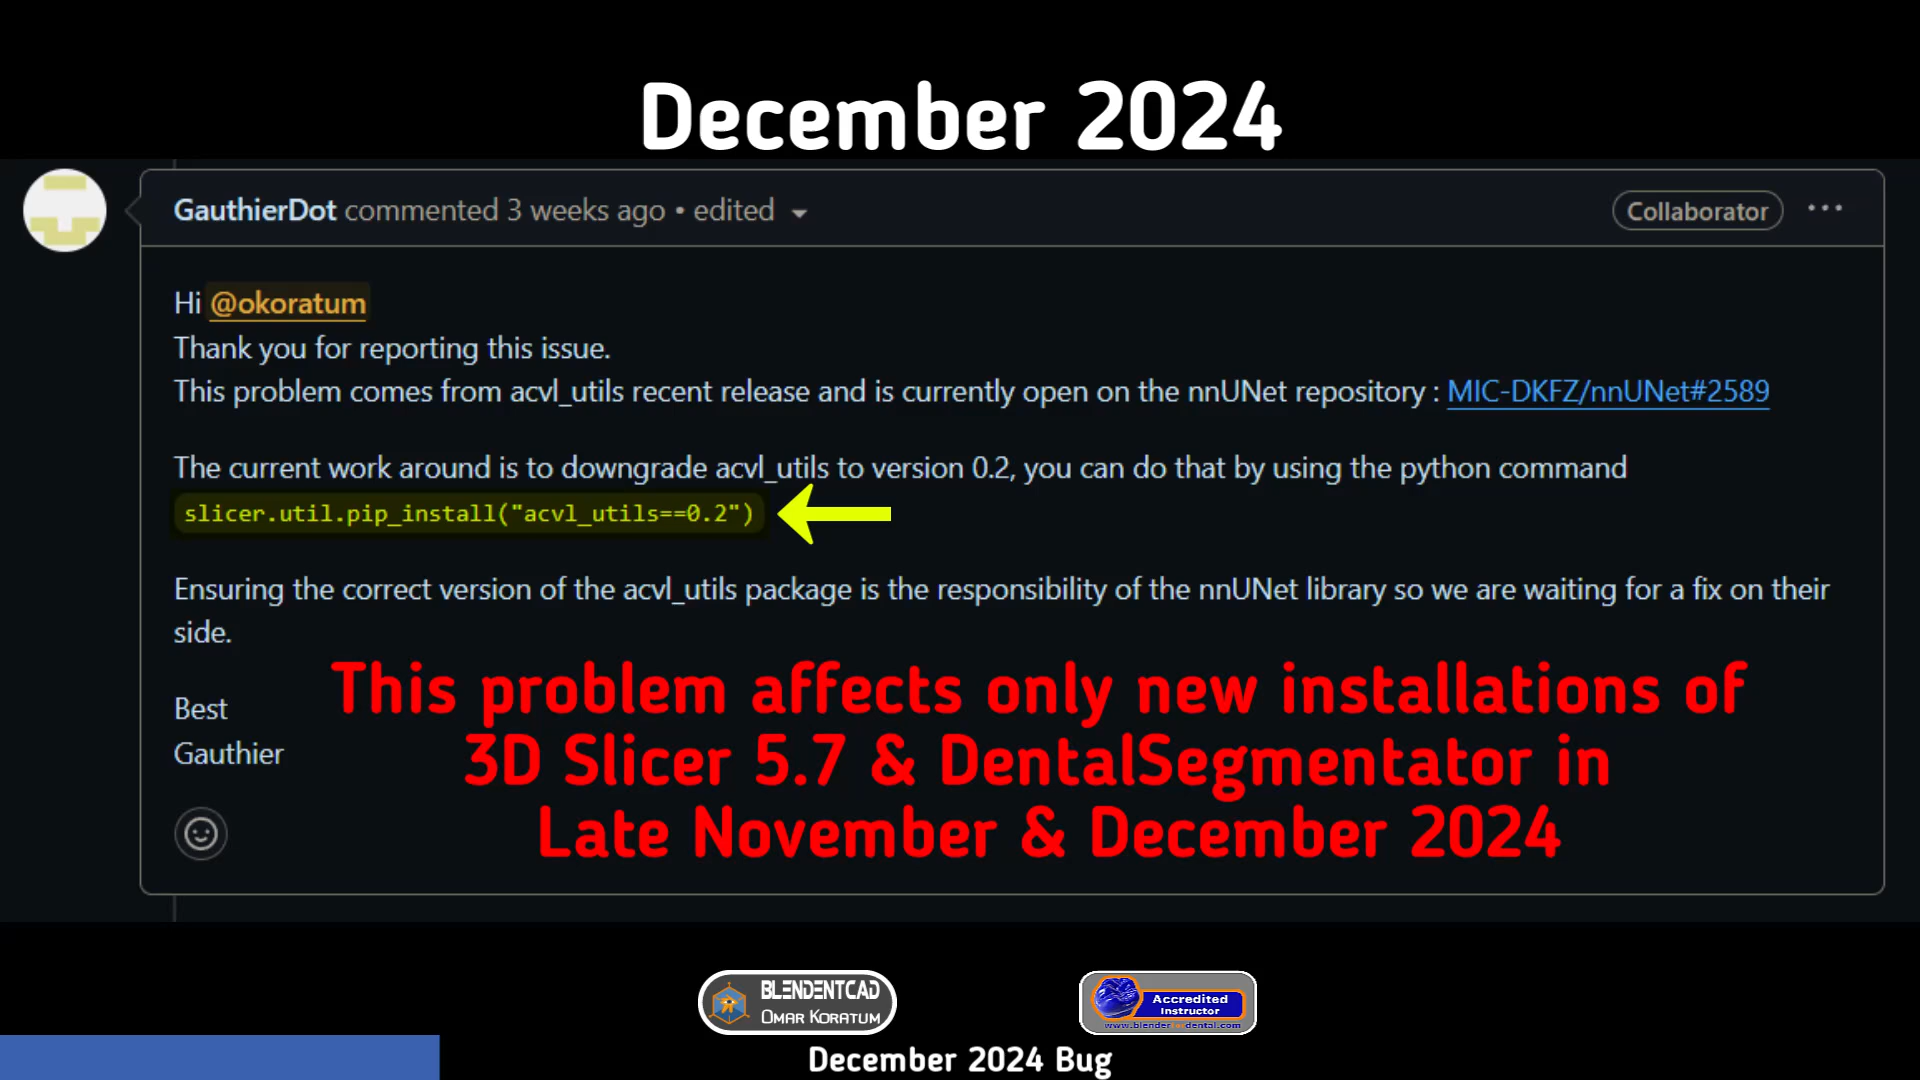 December 2024
GauthierDot commented 3 weeks ago • edited
Collaborator
Hi @okoratum
Thank you for reporting this issue.
This problem comes from acvl_utils recent release and is currently open on the nnUNet repository : MIC-DKFZ/nnUNet#2589
The current work around is to downgrade acvl_utils to version 0.2, you can do that by using the python command
slicer.util.pip_install("acvl_utils==0.2")
Ensuring the correct version of the acvl_utils package is the responsibility of the nnUNet library so we are waiting for a fix on their
side.
Best
Gauthier
This problem affects only new installations of
3D Slicer 5.7 & DentalSegmentator in
Late November & December 2024
BLENDENTCAD
OMAR KORATUM
Accredited
Instructor
www.blenderfordental.com
December 2024 Bug